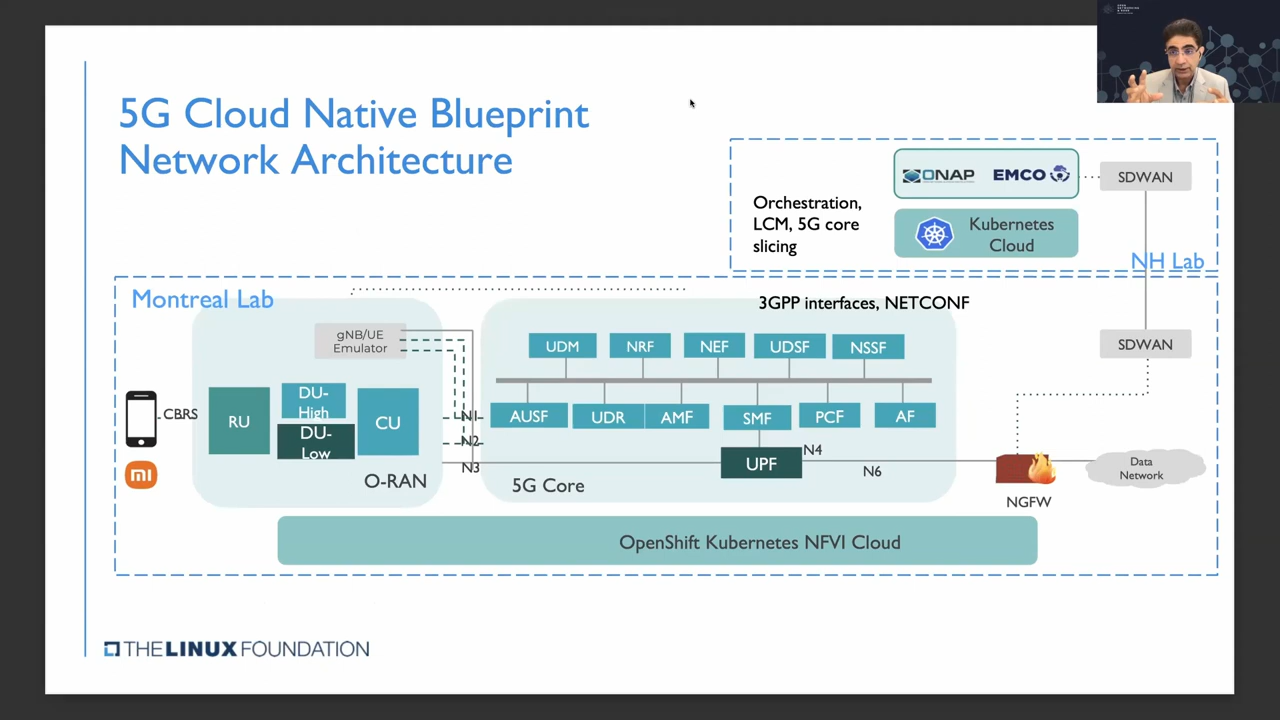 5G Cloud Native Blueprint
Network Architecture
ONAP
EMCO
SDWAN
Orchestration,
LCM, 5G core
slicing
Kubernetes
Cloud
NH Lab
Montreal Lab
3GPP interfaces, NETCONF
gNB/UE
Emulator
UDM
NRF
NEF
UDSF
NSSF
SDWAN
CBRS
RU
DU-
High
DU-
Low
CU
N1
N2
N3
AUSF
UDR
AMF
SMF
PCF
AF
UPF
N4
N6
Data
Network
mi
O-RAN
5G Core
NGFW
OpenShift Kubernetes NFVI Cloud
THE LINUX FOUNDATION